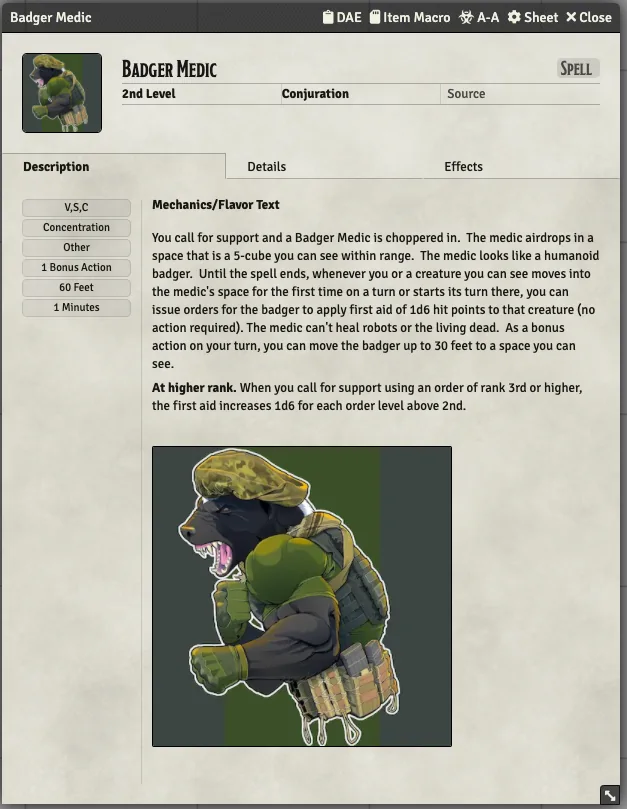 Badger Medic DAE Item Macro A-A Sheet Close
Badger Medic Spell
2nd Level Conjuration Source
Description Details Effects
V,S,C
Concentration
Other
1 Bonus Action
60 Feet
1 Minutes
Mechanics/Flavor Text
You call for support and a Badger Medic is choppered in. The medic airdrops in a
space that is a 5-cube you can see within range. The medic looks like a humanoid
badger. Until the spell ends, whenever you or a creature you can see moves into
the medic's space for the first time on a turn or starts its turn there, you can
issue orders for the badger to apply first aid of 1d6 hit points to that creature (no
action required). The medic can't heal robots or the living dead. As a bonus
action on your turn, you can move the badger up to 30 feet to a space you can
see.
At higher rank. When you call for support using an order of rank 3rd or higher,
the first aid increases 1d6 for each order level above 2nd.